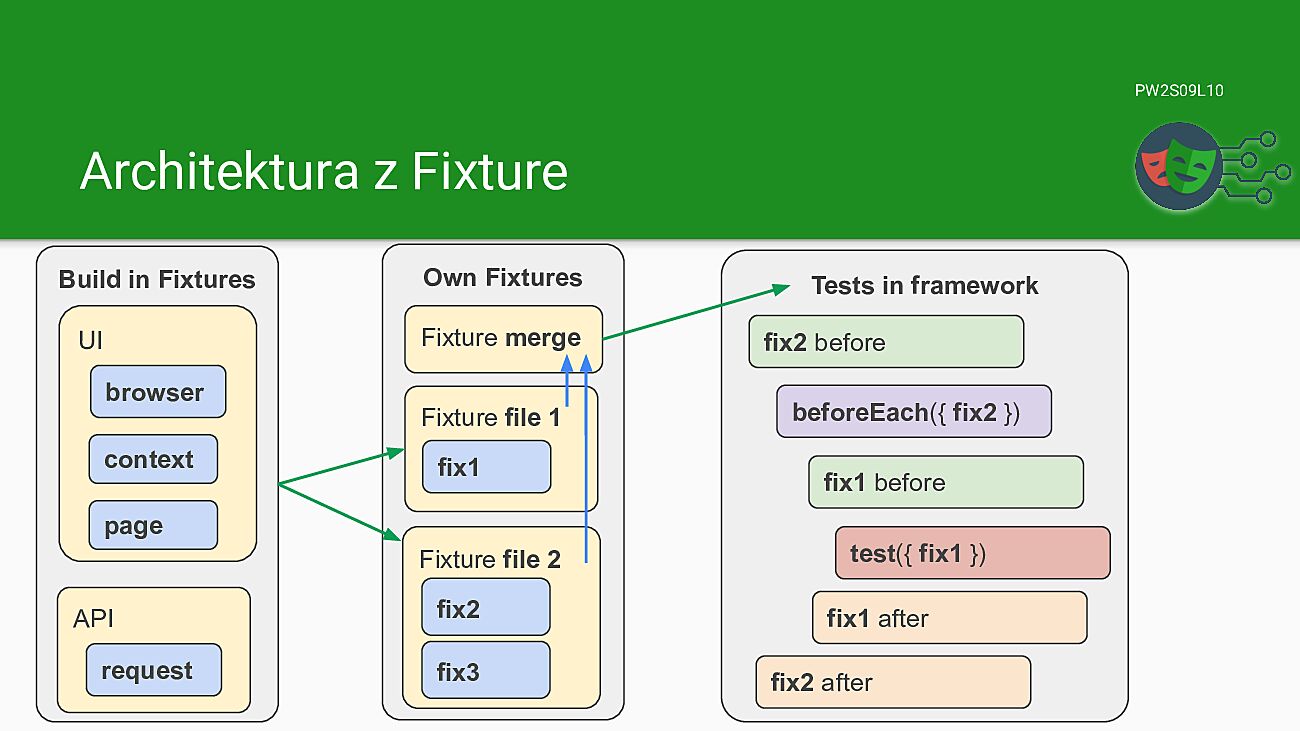 PW2S09L10
Architektura z Fixture
Build in Fixtures
UI
browser
context
page
API
request
Own Fixtures
Fixture merge
Fixture file 1
fix1
Fixture file 2
fix2
fix3
Tests in framework
fix2 before
beforeEach({ fix2 })
fix1 before
test({ fix1 })
fix1 after
fix2 after